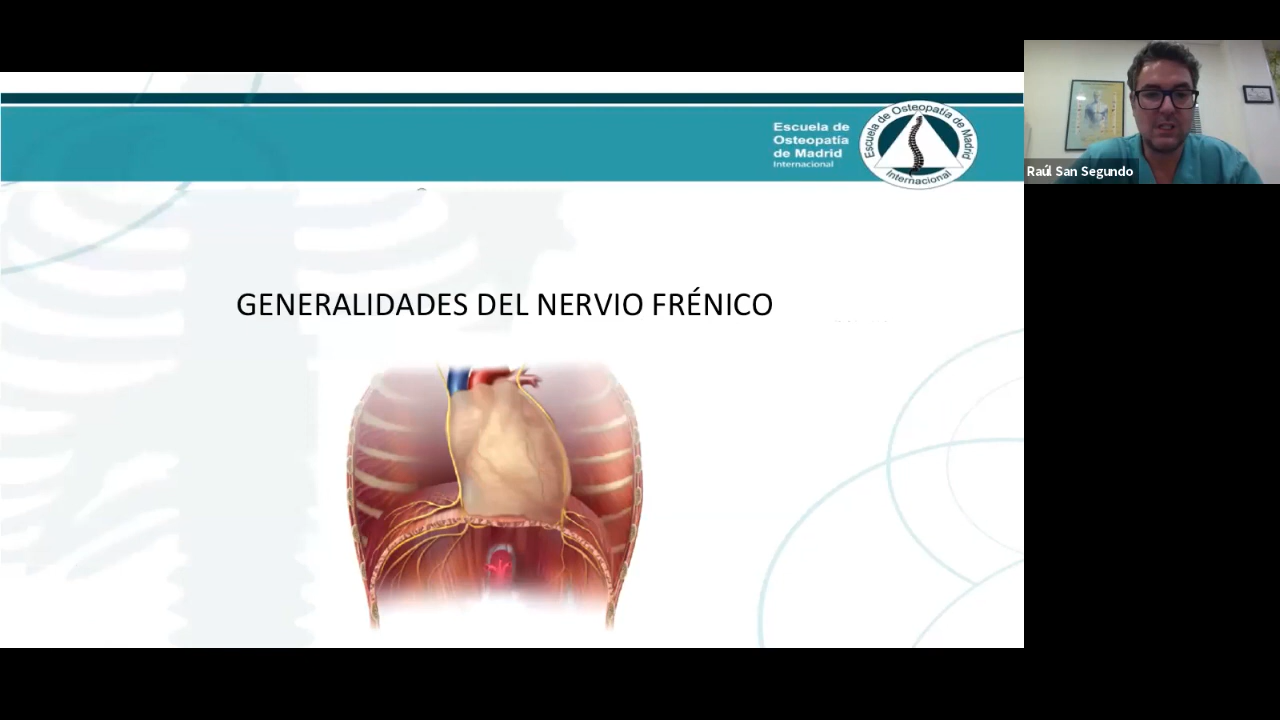 Escuela de
Osteopatía
de Madrid
Internacional
Escuela de Osteopatía de Madrid
Internacional
Raúl San Segundo
GENERALIDADES DEL NERVIO FRÉNICO